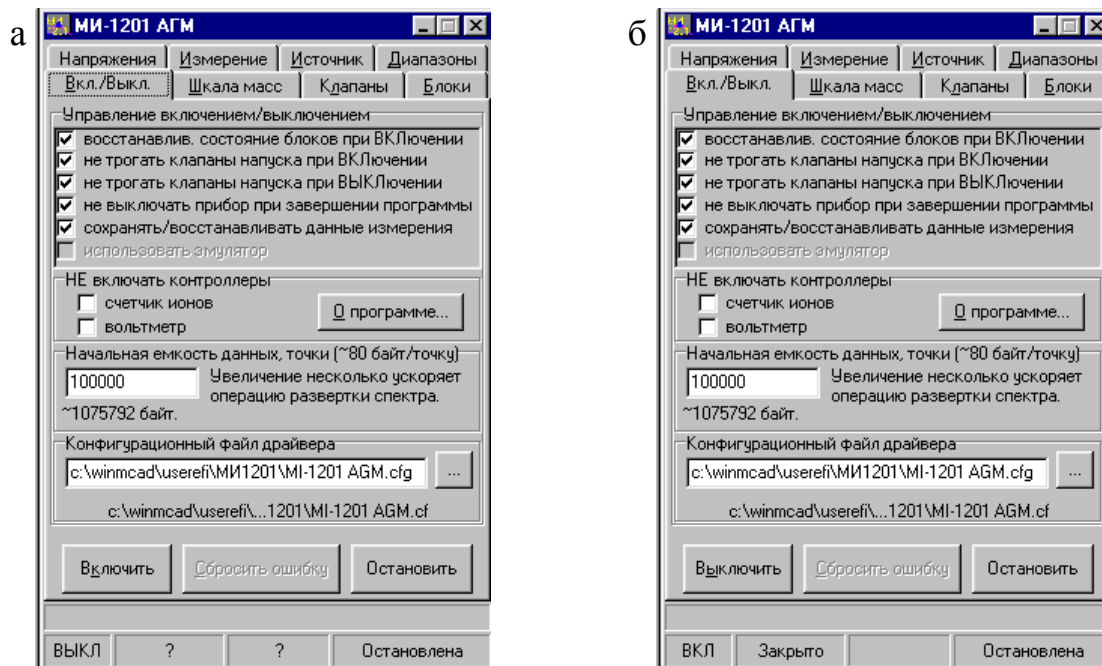 а
МИ-1201 АГМ
Напряжения Измерение Источник Диапазоны
Вкл./Выкл. Шкала масс Клапаны Блоки
Управление включением/выключением
восстанавлив. состояние блоков при ВКЛючении
не трогать клапаны напуска при ВКЛючении
не трогать клапаны напуска при ВЫКЛючении
не выключать прибор при завершении программы
сохранять/восстанавливать данные измерения
использовать эмулятор
НЕ включать контроллеры
счетчик ионов
вольтметр
О программе...
Начальная емкость данных, точки (~80 байт/точку)
100000
Увеличение несколько ускоряет
операцию развертки спектра.
~1075792 байт.
Конфигурационный файл драйвера
c:\winmcad\userefi\МИ1201\MI-1201 AGM.cfg ...
c:\winmcad\userefi\...1201\MI-1201 AGM.cf
Включить Сбросить ошибку Остановить
ВЫКЛ ? ? Остановлена
б
МИ-1201 АГМ
Напряжения Измерение Источник Диапазоны
Вкл./Выкл. Шкала масс Клапаны Блоки
Управление включением/выключением
восстанавлив. состояние блоков при ВКЛючении
не трогать клапаны напуска при ВКЛючении
не трогать клапаны напуска при ВЫКЛючении
не выключать прибор при завершении программы
сохранять/восстанавливать данные измерения
использовать эмулятор
НЕ включать контроллеры
счетчик ионов
вольтметр
О программе...
Начальная емкость данных, точки (~80 байт/точку)
100000
Увеличение несколько ускоряет
операцию развертки спектра.
~1075792 байт.
Конфигурационный файл драйвера
c:\winmcad\userefi\МИ1201\MI-1201 AGM.cfg ...
c:\winmcad\userefi\...1201\MI-1201 AGM.cf
Выключить Сбросить ошибку Остановить
ВКЛ Закрыто Остановлена